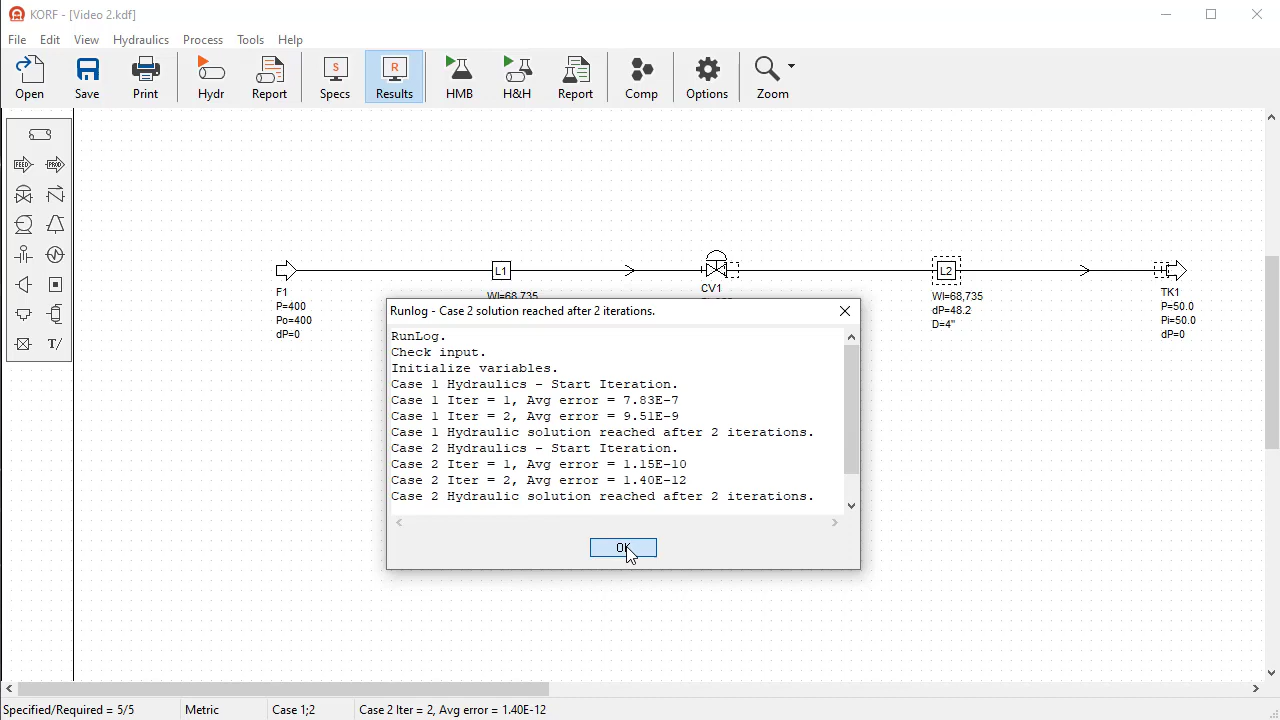 KORF - [Video 2.kdf]
File Edit View Hydraulics Process Tools Help
Open Save Print Hydr Report Specs Results HMB H&H Report Comp Options Zoom
S
R
FEED PROD
T/
L1
L2
F1
P=400
Po=400
dP=0
Wl=68,735
CV1
Wl=68,735
dP=48.2
D=4"
TK1
P=50.0
Pi=50.0
dP=0
Runlog - Case 2 solution reached after 2 iterations.
RunLog.
Check input.
Initialize variables.
Case 1 Hydraulics - Start Iteration.
Case 1 Iter = 1, Avg error = 7.83E-7
Case 1 Iter = 2, Avg error = 9.51E-9
Case 1 Hydraulic solution reached after 2 iterations.
Case 2 Hydraulics - Start Iteration.
Case 2 Iter = 1, Avg error = 1.15E-10
Case 2 Iter = 2, Avg error = 1.40E-12
Case 2 Hydraulic solution reached after 2 iterations.
OK
Specified/Required = 5/5 Metric Case 1;2 Case 2 Iter = 2, Avg error = 1.40E-12